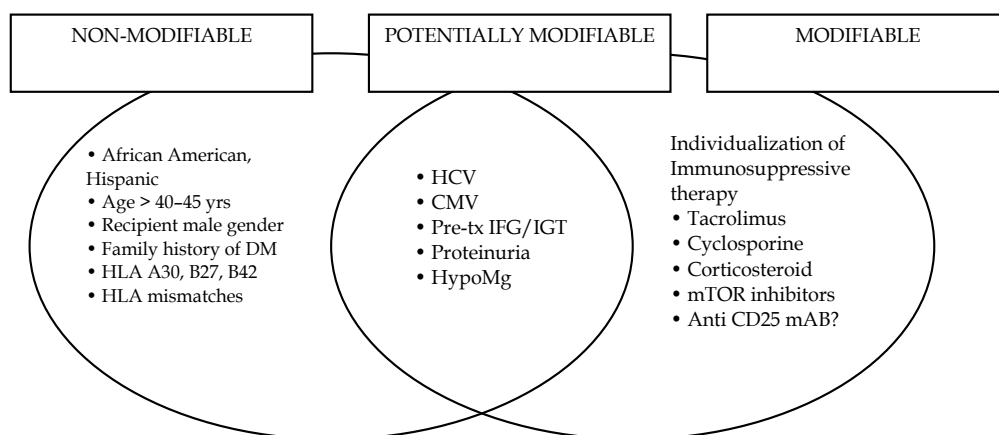 NON-MODIFIABLE
POTENTIALLY MODIFIABLE
MODIFIABLE
• African American,
Hispanic
• Age > 40–45 yrs
• Recipient male gender
• Family history of DM
• HLA A30, B27, B42
• HLA mismatches
• HCV
• CMV
• Pre-tx IFG/IGT
• Proteinuria
• HypoMg
Individualization of
Immunosuppressive
therapy
• Tacrolimus
• Cyclosporine
• Corticosteroid
• mTOR inhibitors
• Anti CD25 mAB?